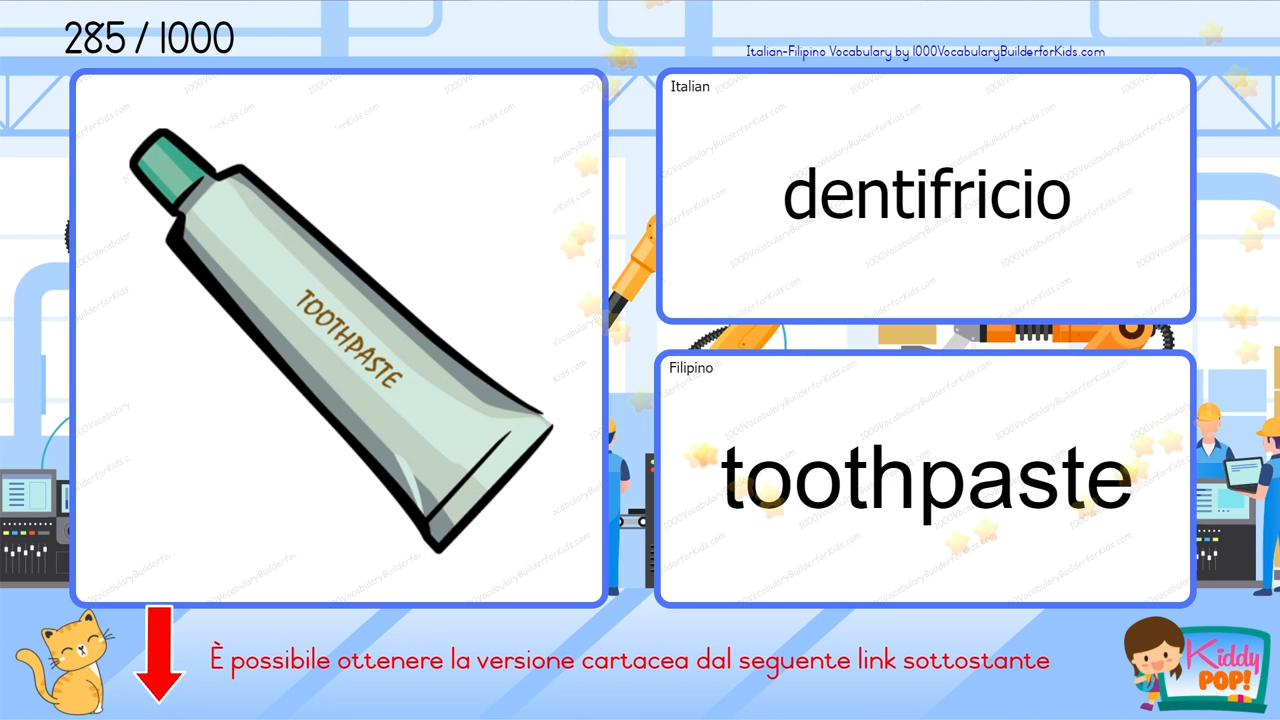 285 / 1000
Italian-Filipino Vocabulary by 1000VocabularyBuilderforKids.com
Italian
dentifricio
TOOTHPASTE
Filipino
toothpaste
È possibile ottenere la versione cartacea dal seguente link sottostante
Kiddy
POP!